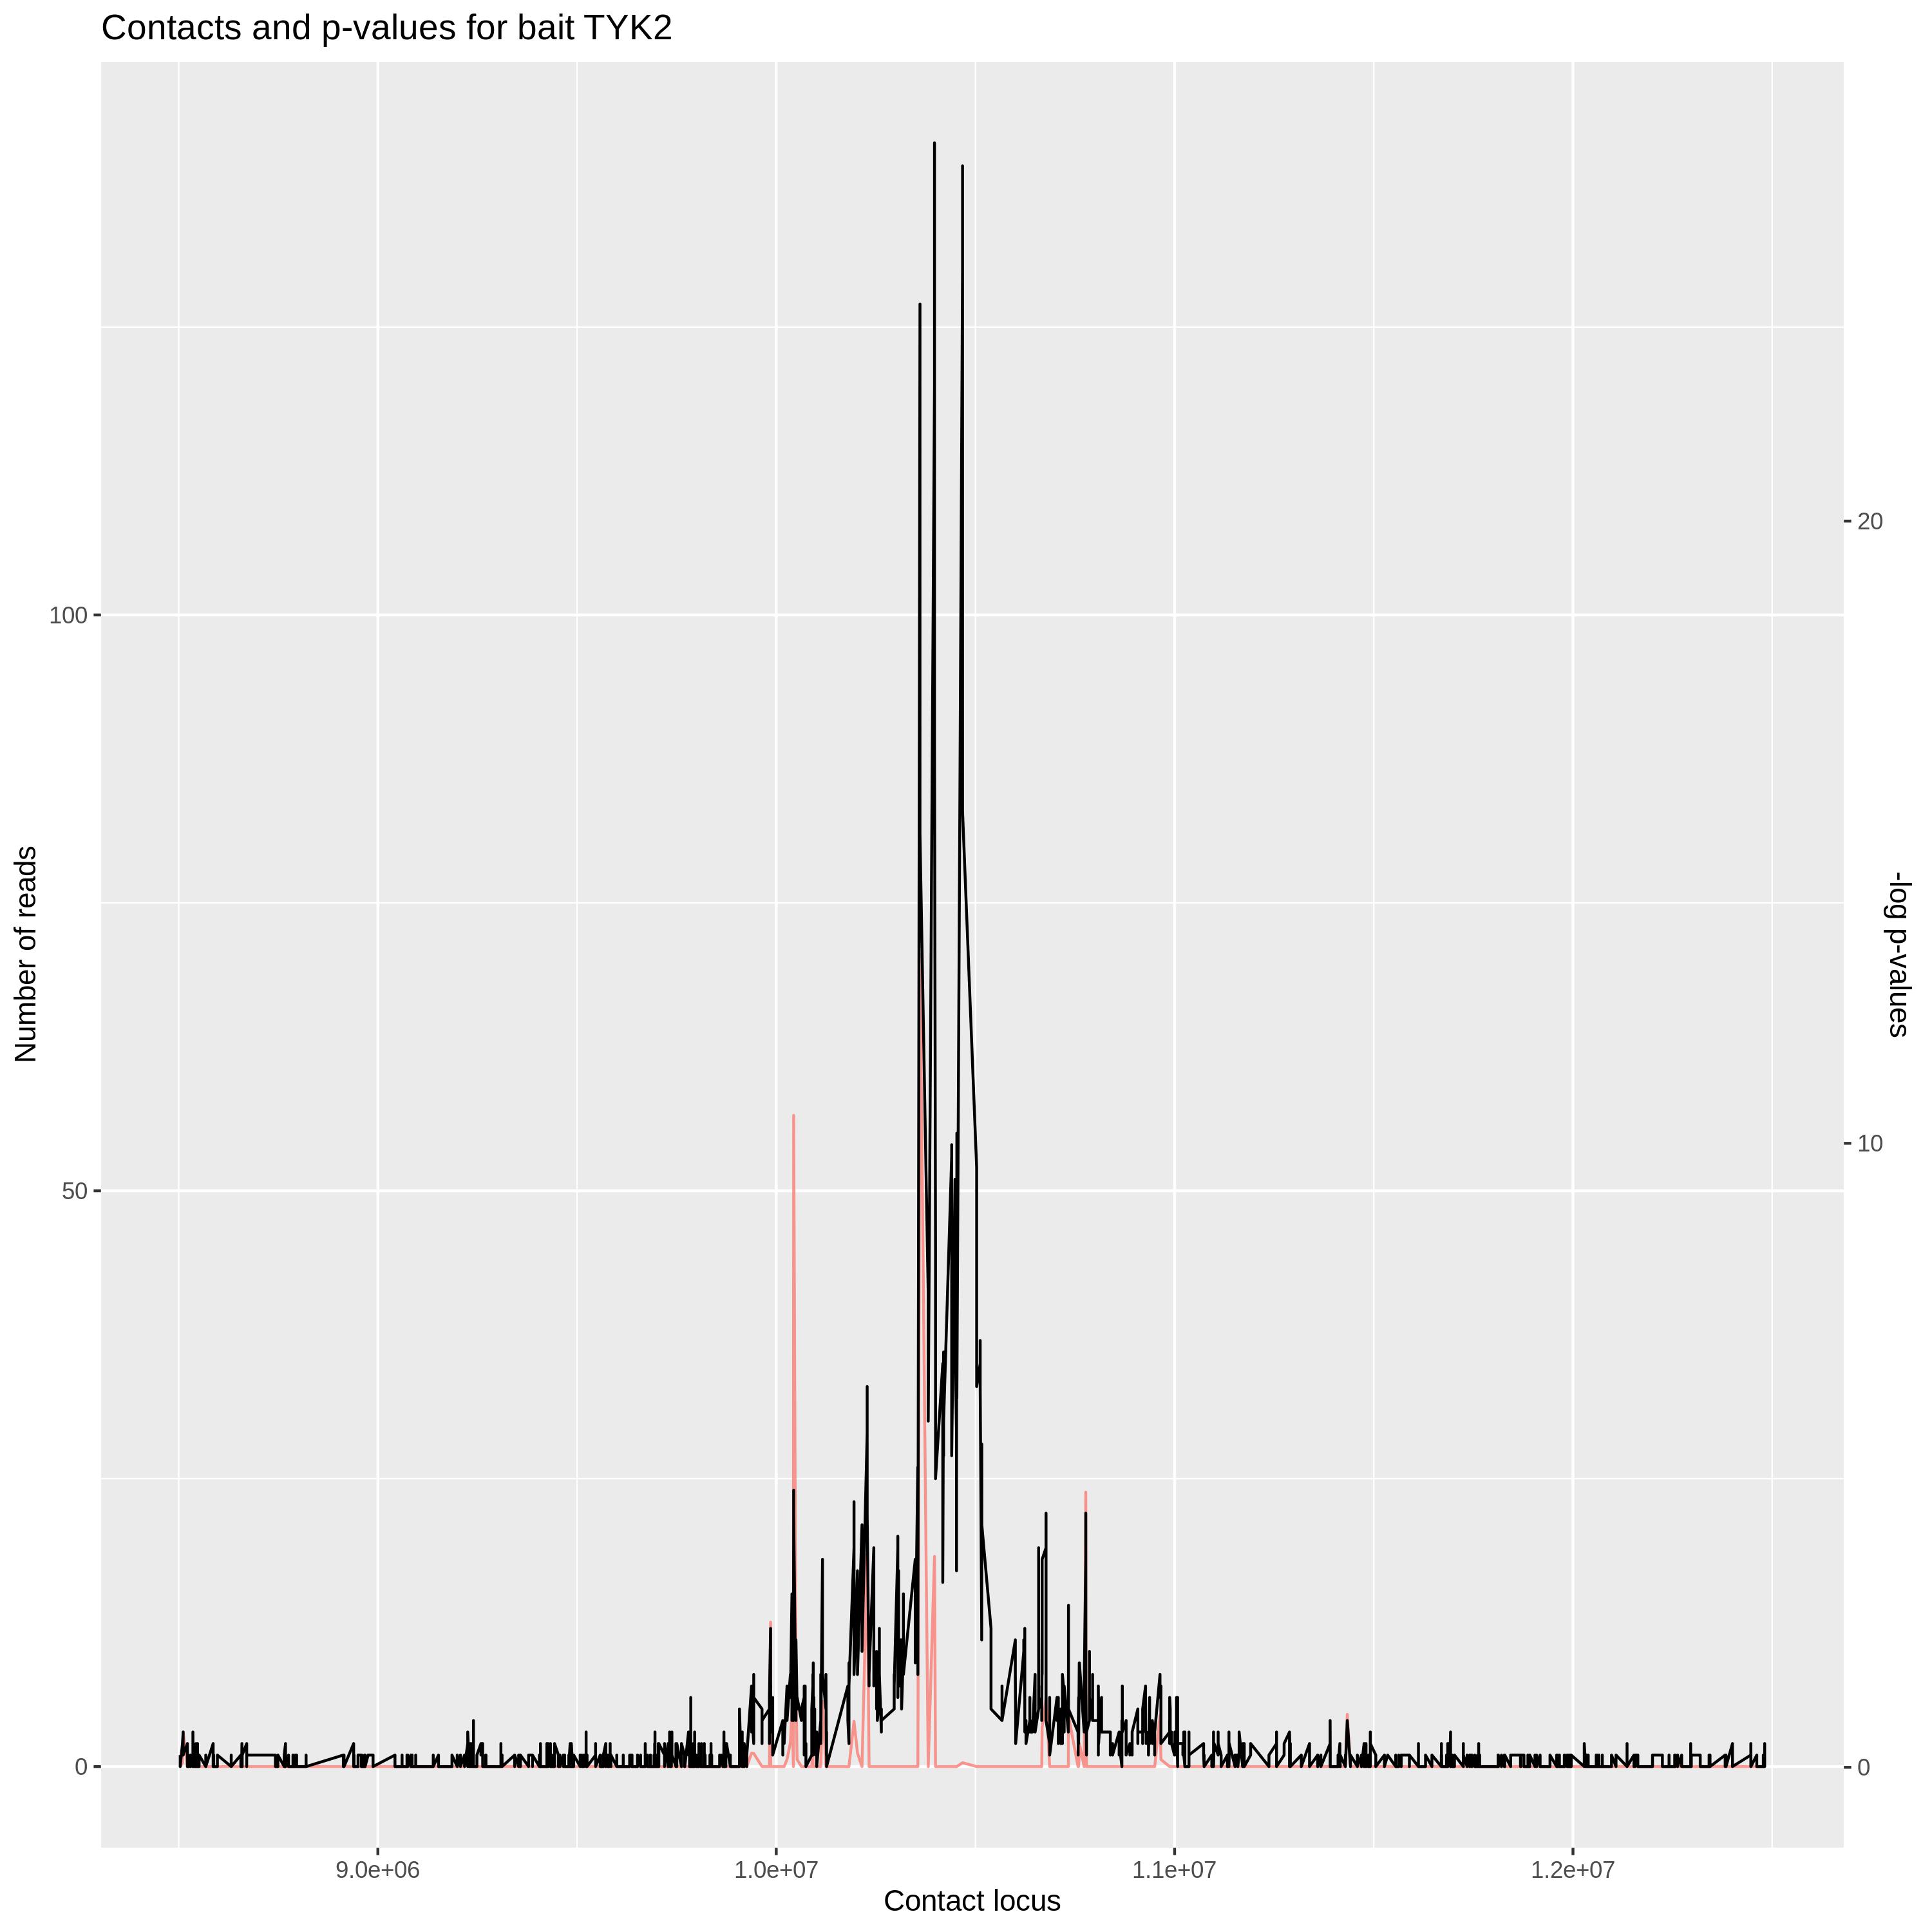 Contacts and p-values for bait TYK2
100
50
0
Number of reads
20
10
0
-log p-values
9.0e+06
1.0e+07
1.1e+07
1.2e+07
Contact locus